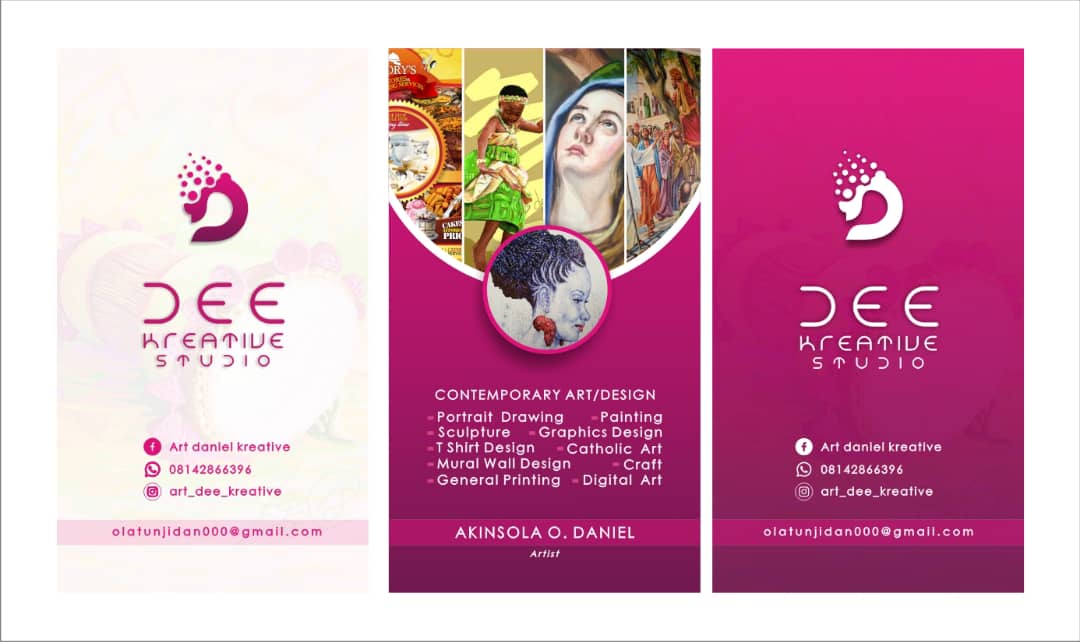 DEE
KREATIVE
STUDIO
Art daniel kreative
08142866396
art_dee_kreative
olatunjidan000@gmail.com
CONTEMPORARY ART/DESIGN
Portrait Drawing Painting
Sculpture Graphics Design
T Shirt Design Catholic Art
Mural Wall Design Craft
General Printing Digital Art
AKINSOLA O. DANIEL
Artist
DEE
KREATIVE
STUDIO
Art daniel kreative
08142866396
art_dee_kreative
olatunjidan000@gmail.com